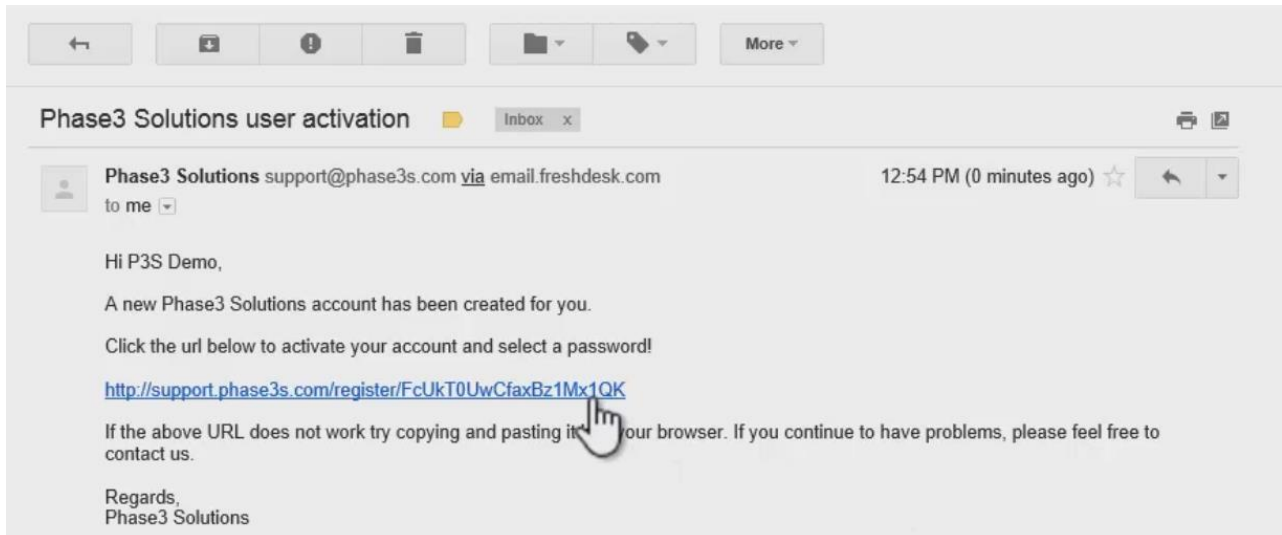 More
Phase3 Solutions user activation Inbox x
Phase3 Solutions support@phase3s.com via email.freshdesk.com 12:54 PM (0 minutes ago)
to me
Hi P3S Demo,
A new Phase3 Solutions account has been created for you.
Click the url below to activate your account and select a password!
http://support.phase3s.com/register/FcUkT0UwCfaxBz1Mx1QK
If the above URL does not work try copying and pasting your browser. If you continue to have problems, please feel free to
contact us.
Regards,
Phase3 Solutions